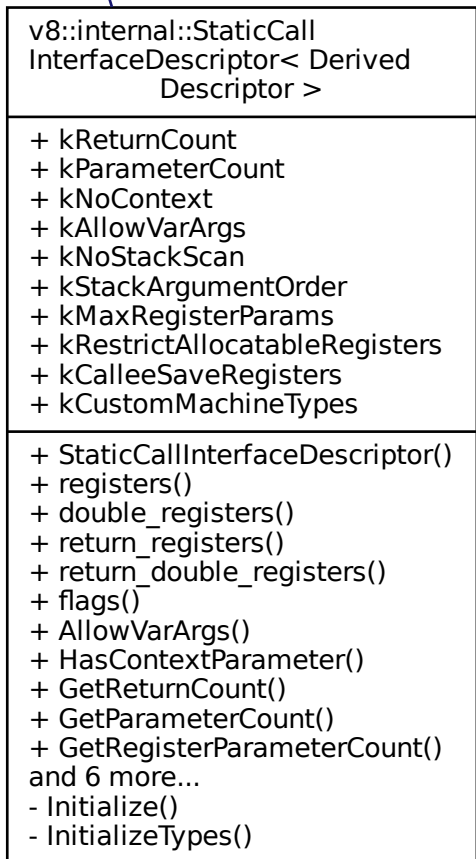 v8::internal::StaticCall
InterfaceDescriptor< Derived
Descriptor >
+ kReturnCount
+ kParameterCount
+ kNoContext
+ kAllowVarArgs
+ kNoStackScan
+ kStackArgumentOrder
+ kMaxRegisterParams
+ kRestrictAllocatableRegisters
+ kCalleeSaveRegisters
+ kCustomMachineTypes
+ StaticCallInterfaceDescriptor()
+ registers()
+ double_registers()
+ return_registers()
+ return_double_registers()
+ flags()
+ AllowVarArgs()
+ HasContextParameter()
+ GetReturnCount()
+ GetParameterCount()
+ GetRegisterParameterCount()
and 6 more...
- Initialize()
- InitializeTypes()